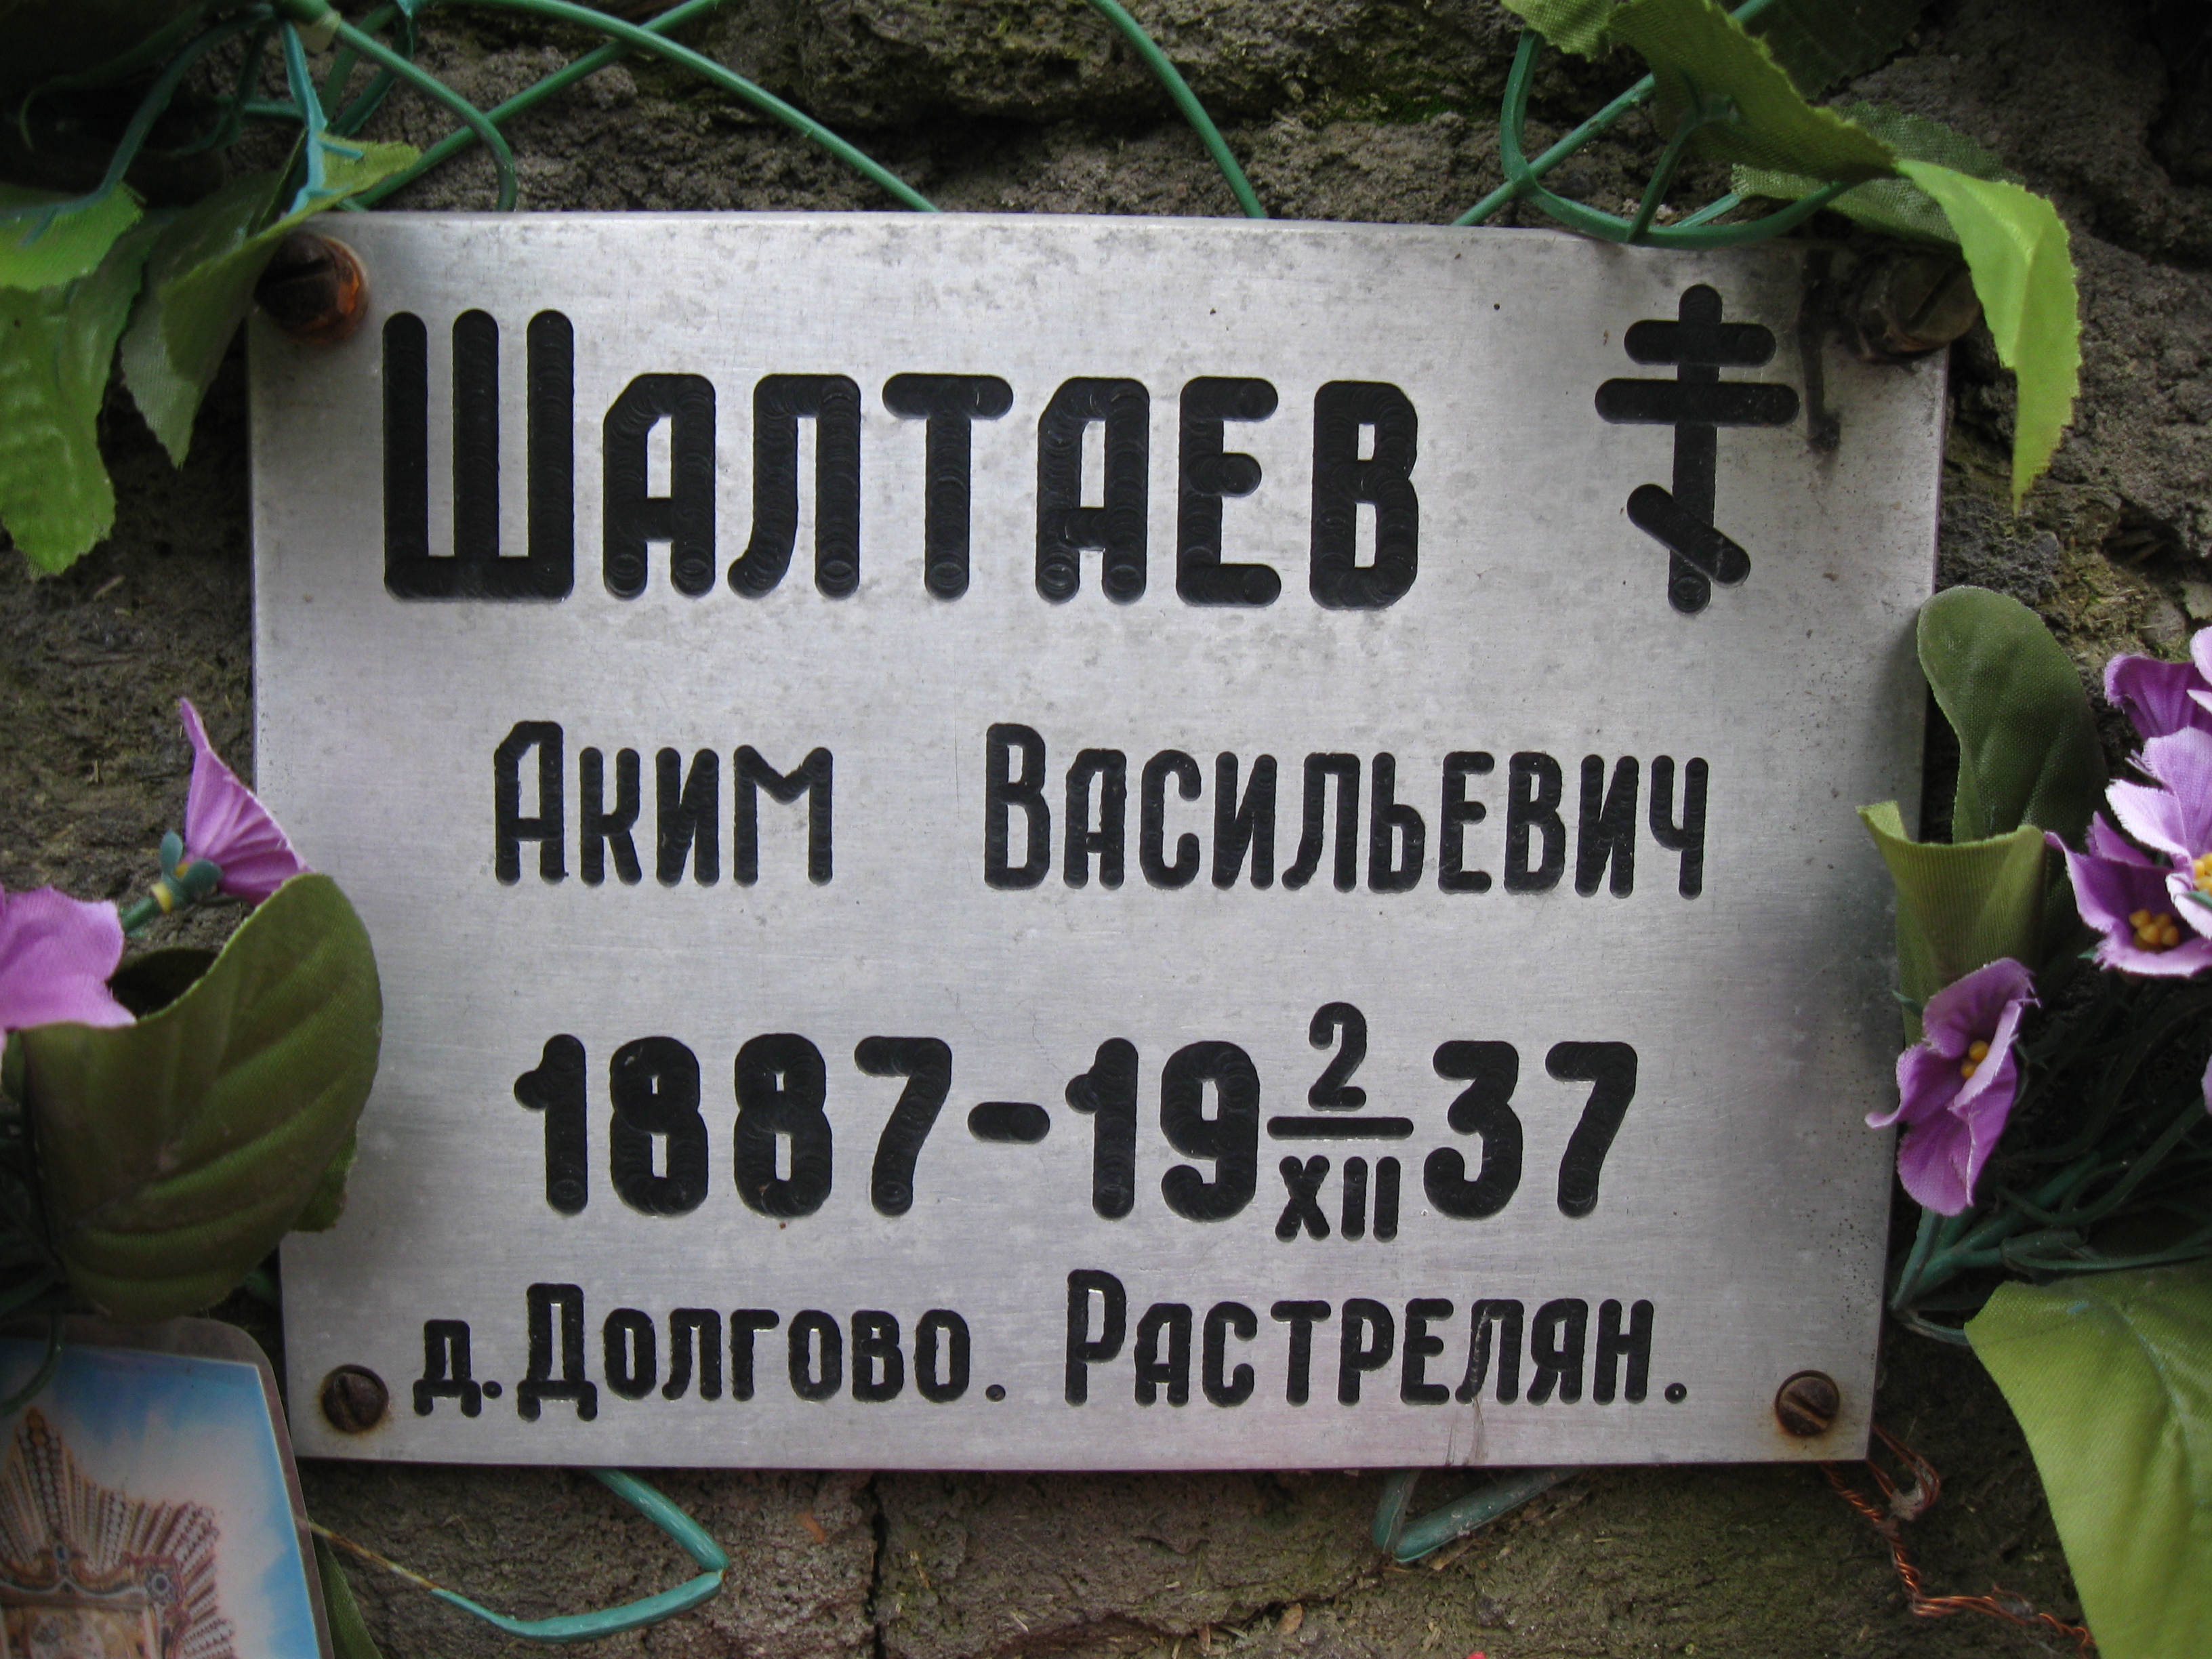 Шалтаев
Аким Васильевич
1887-19 2/XII 37
д. Долгово. Растрелян.